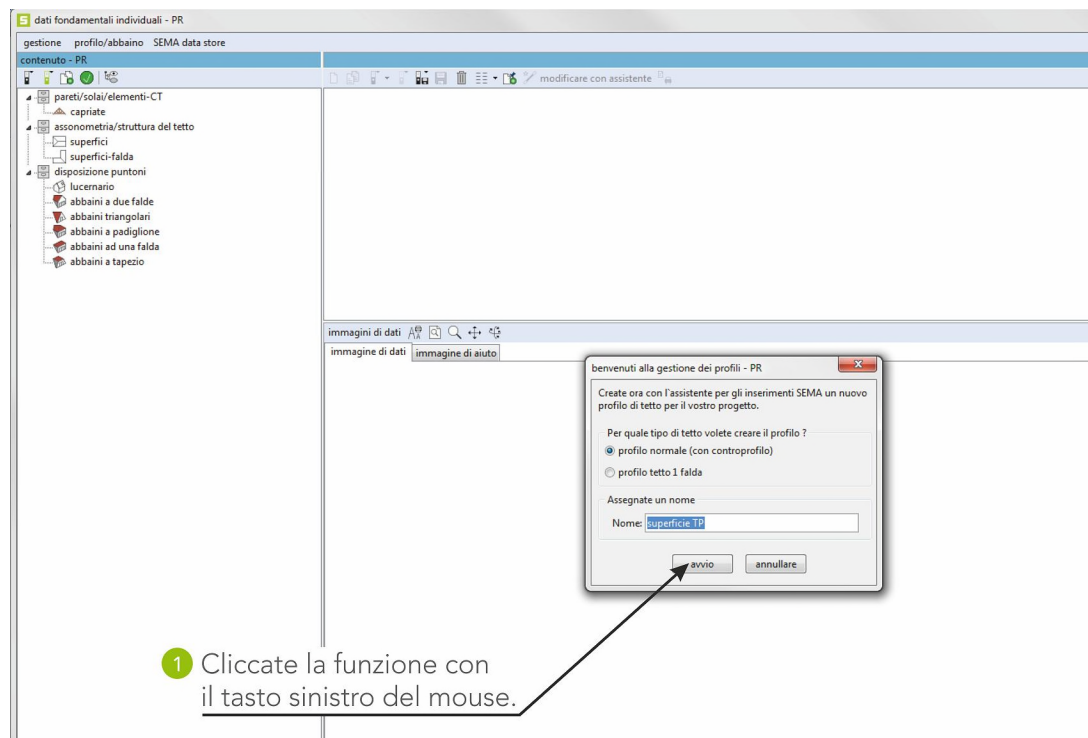 dati fondamentali individuali - PR
gestione profilo/abbaino SEMA data store
contenuto - PR
modificare con assistente
pareti/solai/elementi-CT
capriate
assonometria/struttura del tetto
superfici
superfici-falda
disposizione puntoni
lucernario
abbaini a due falde
abbaini triangolari
abbaini a padiglione
abbaini ad una falda
abbaini a tapezio
immagini di dati
immagine di dati immagine di aiuto
benvenuti alla gestione dei profili - PR
Create ora con l`assistente per gli inserimenti SEMA un nuovo
profilo di tetto per il vostro progetto.
Per quale tipo di tetto volete creare il profilo ?
profilo normale (con controprofilo)
profilo tetto 1 falda
Assegnate un nome
Nome: superficie TP
avvio annullare
1 Cliccate la funzione con
il tasto sinistro del mouse.